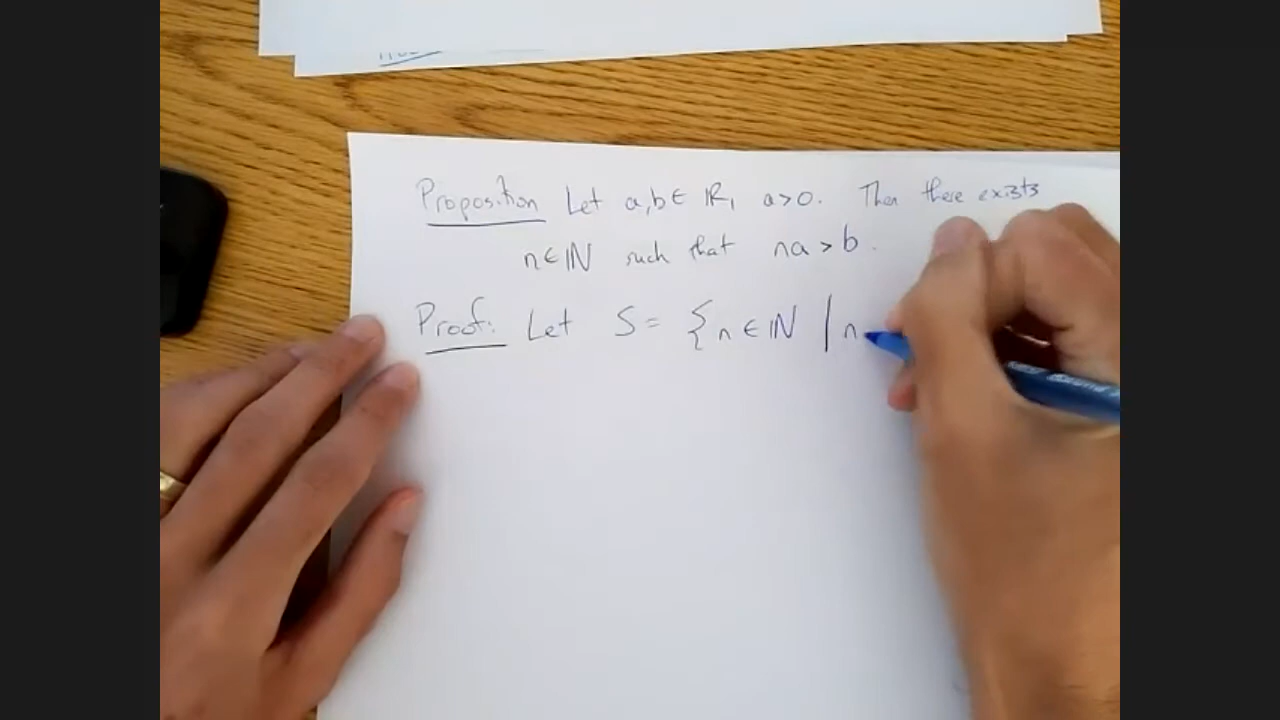 Proposition Let a,b ∈ ℝ, a>0. Then there exists
n ∈ ℕ such that na > b.
Proof: Let S = { n ∈ ℕ | n